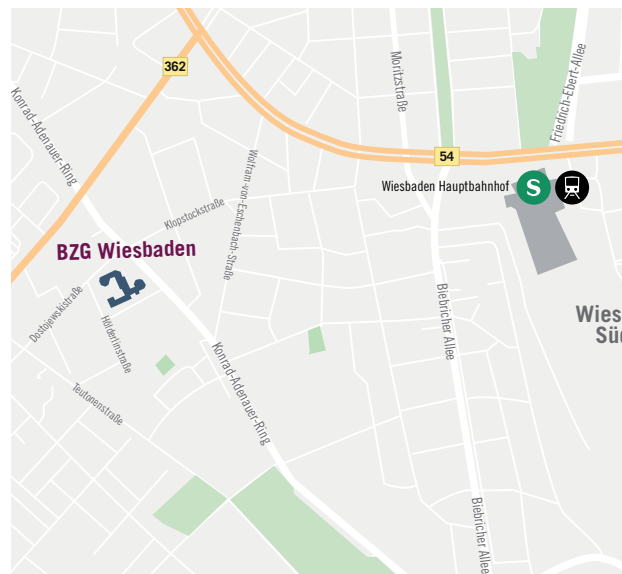 362
Konrad-Adenauer-Ring
Moritzstraße
Friedrich-Ebert-Allee
54
Wiesbaden Hauptbahnhof
S
Wolfram-von-Eschenbach-Straße
Klopstockstraße
BZG Wiesbaden
Dostojewskistraße
Hölderlinstraße
Biebricher Allee
Wies
Süd
Konrad-Adenauer-Ring
Teutonenstraße
Biebricher Allee